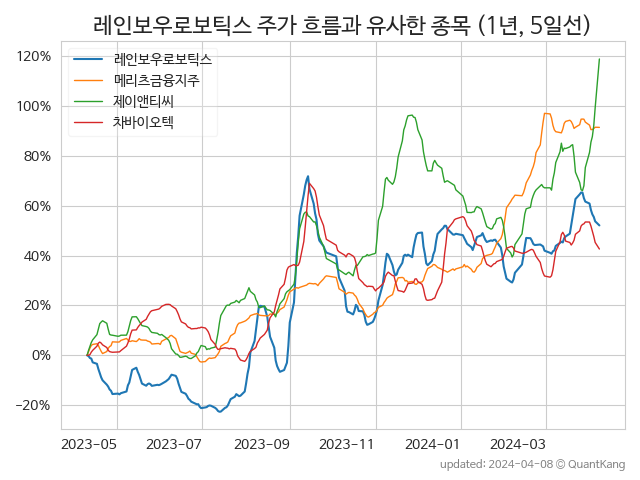 레인보우로보틱스 주가 흐름과 유사한 종목 (1년, 5일선)
레인보우로보틱스
메리츠금융지주
제이앤티씨
차바이오텍
120%
100%
80%
60%
40%
20%
0%
−20%
2023-05 2023-07 2023-09 2023-11 2024-01 2024-03
updated: 2024-04-08 © QuantKang